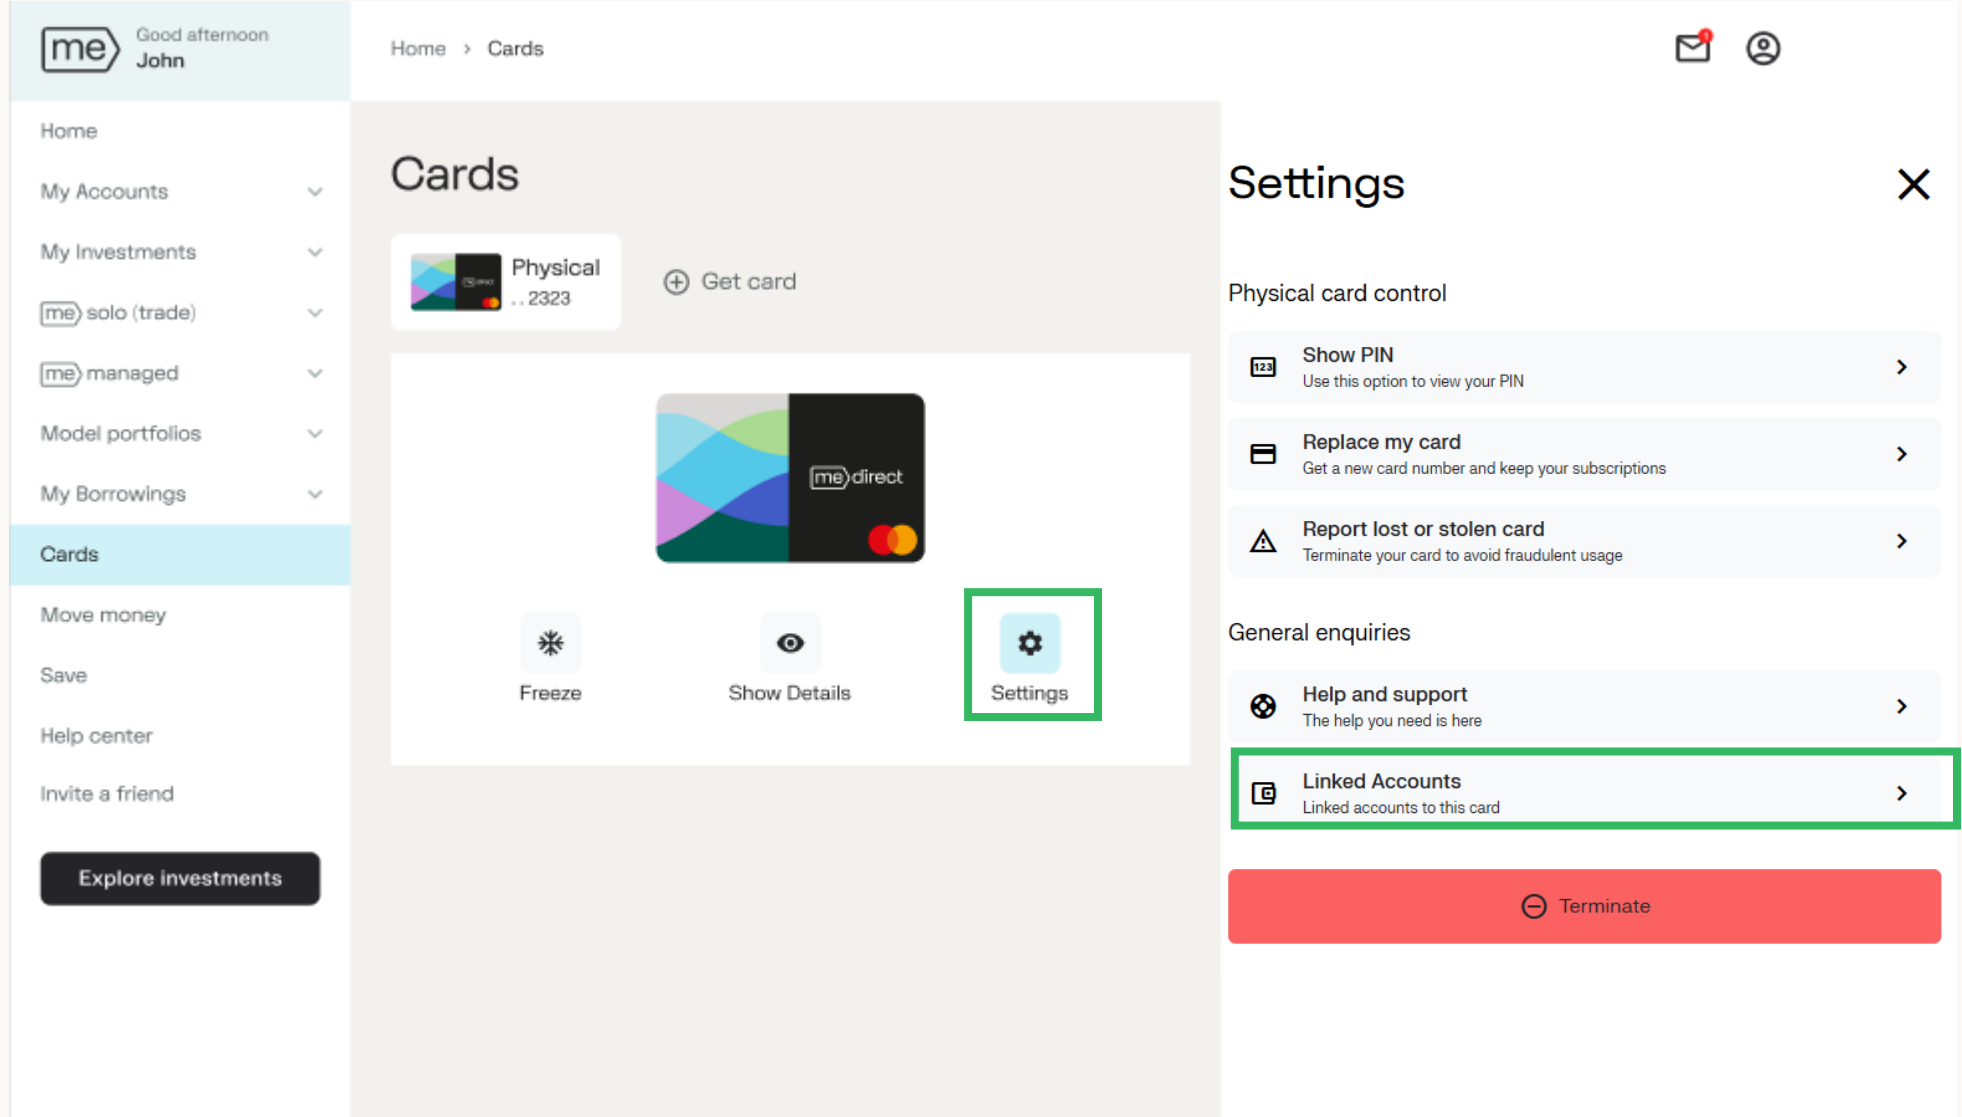 me
Good afternoon
John
Home > Cards
1
Home
My Accounts
My Investments
me solo (trade)
me managed
Model portfolios
My Borrowings
Cards
Move money
Save
Help center
Invite a friend
Explore investments
Cards
me direct
Physical
.. 2323
Get card
me direct
Freeze
Show Details
Settings
Settings
Physical card control
123
Show PIN
Use this option to view your PIN
Replace my card
Get a new card number and keep your subscriptions
Report lost or stolen card
Terminate your card to avoid fraudulent usage
General enquiries
Help and support
The help you need is here
Linked Accounts
Linked accounts to this card
Terminate